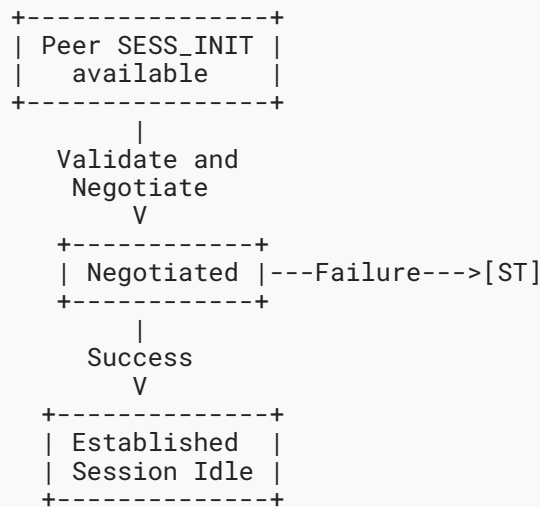 +----------------+
| Peer SESS_INIT |
|   available    |
+----------------+
        |
   Validate and
    Negotiate
        V
   +------------+
   | Negotiated |---Failure--->[ST]
   +------------+
        |
     Success
        V
  +--------------+
  | Established  |
  | Session Idle |
  +--------------+